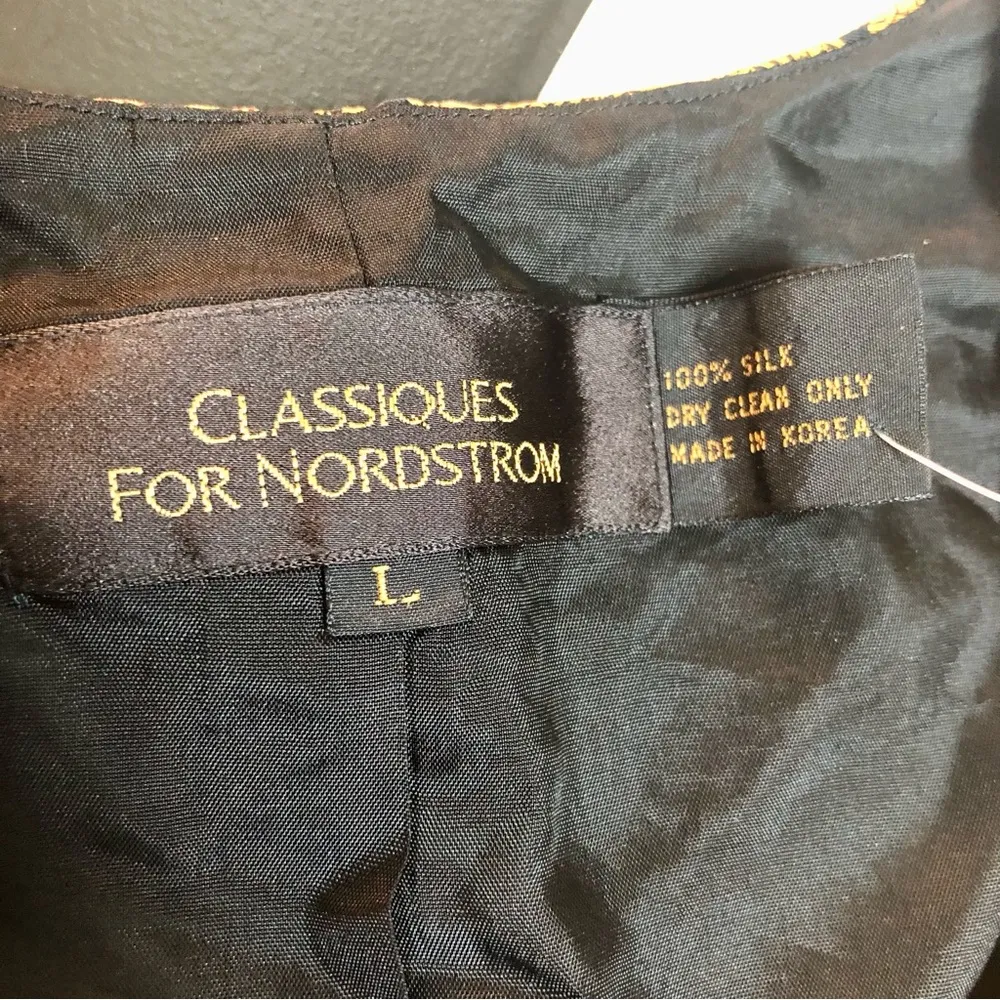 CLASSIQUES
FOR NORDSTROM
L
100% SILK
DRY CLEAN ONLY
MADE IN KOREA